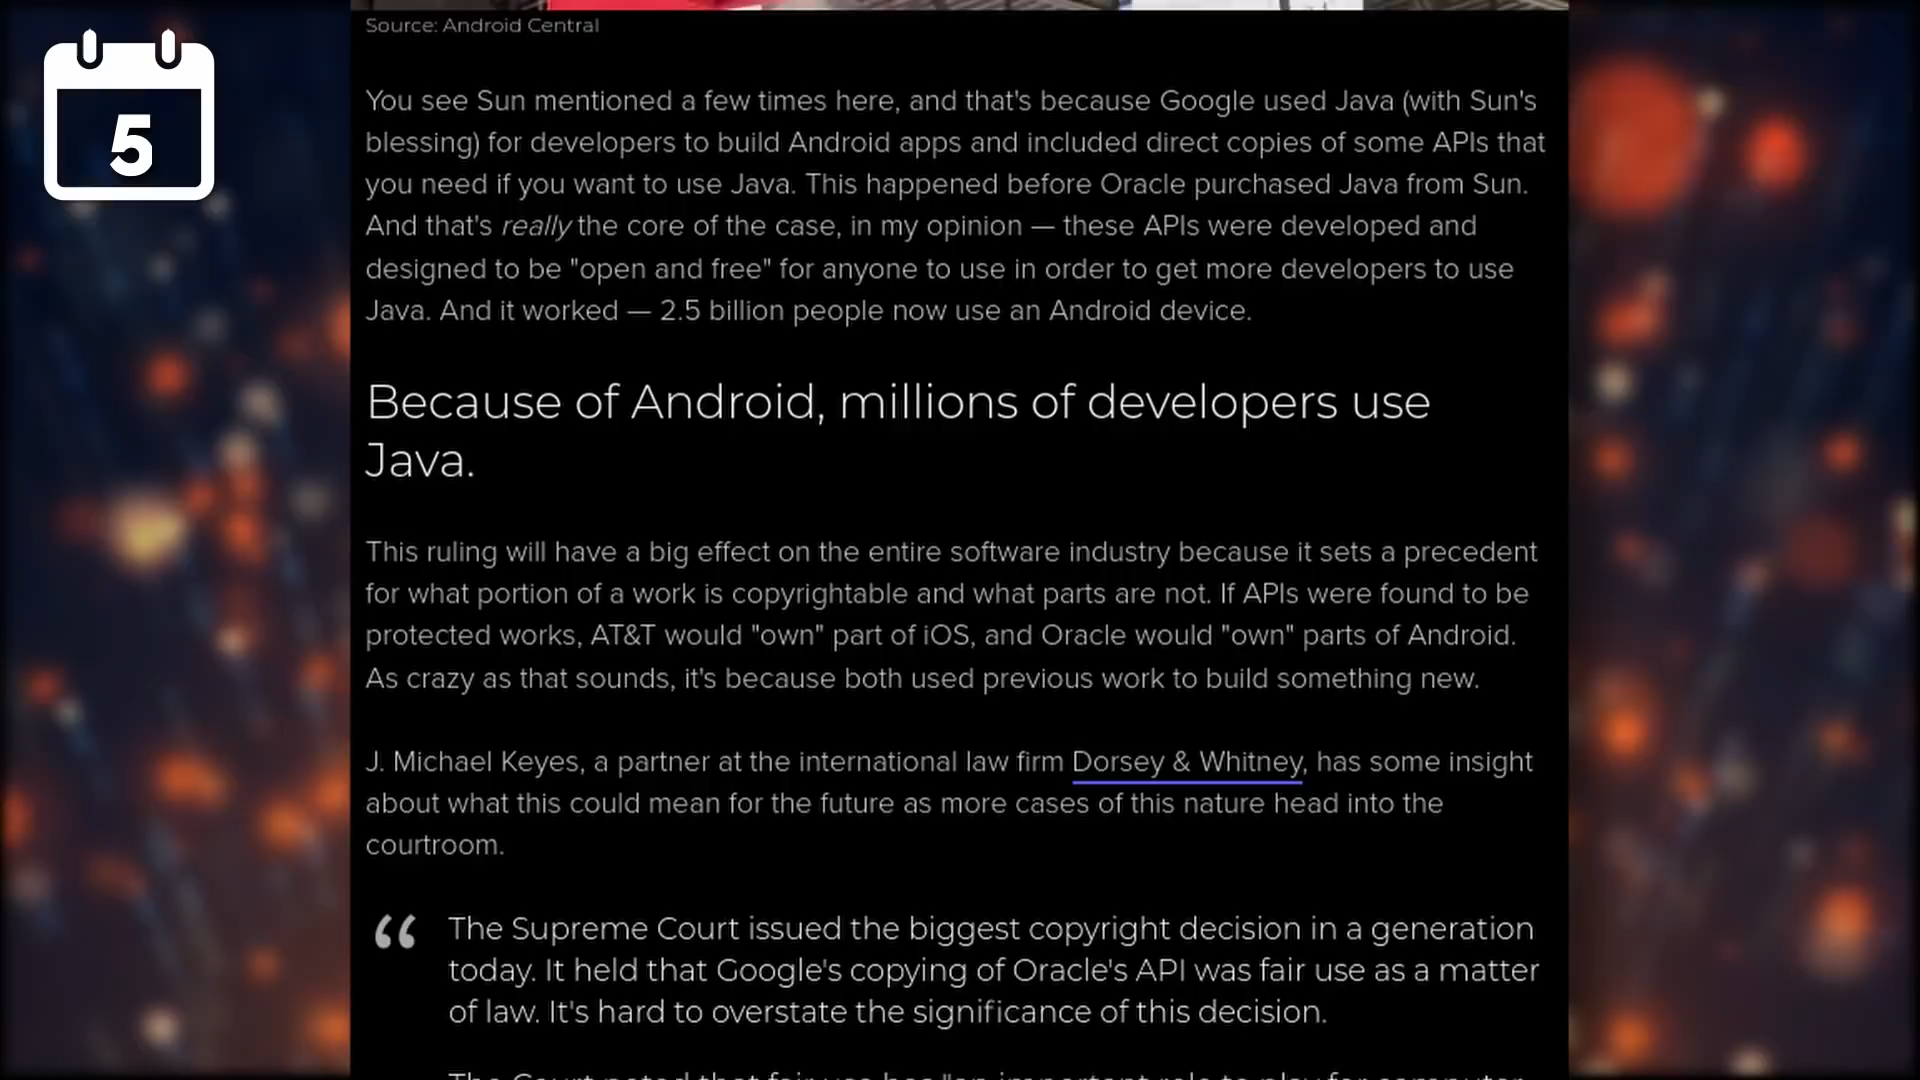 5
Source: Android Central
You see Sun mentioned a few times here, and that's because Google used Java (with Sun's
blessing) for developers to build Android apps and included direct copies of some APIs that
you need if you want to use Java. This happened before Oracle purchased Java from Sun.
And that's really the core of the case, in my opinion — these APIs were developed and
designed to be "open and free" for anyone to use in order to get more developers to use
Java. And it worked — 2.5 billion people now use an Android device.
Because of Android, millions of developers use
Java.
This ruling will have a big effect on the entire software industry because it sets a precedent
for what portion of a work is copyrightable and what parts are not. If APIs were found to be
protected works, AT&T would "own" part of iOS, and Oracle would "own" parts of Android.
As crazy as that sounds, it's because both used previous work to build something new.
J. Michael Keyes, a partner at the international law firm Dorsey & Whitney, has some insight
about what this could mean for the future as more cases of this nature head into the
courtroom.
“ The Supreme Court issued the biggest copyright decision in a generation
today. It held that Google's copying of Oracle's API was fair use as a matter
of law. It's hard to overstate the significance of this decision.